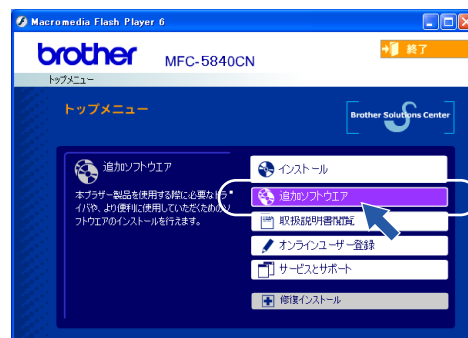 Macromedia Flash Player 6
brother
MFC-5840CN
終了
トップメニュー
トップメニュー
Brother Solutions Center
追加ソフトウエア
本ブラザー製品を使用する際に必要なドラ
イバや、より便利に使用していただくためのソ
フトウエアのインストールを行えます。
インストール
追加ソフトウエア
取扱説明書閲覧
オンラインユーザー登録
サービスとサポート
修復インストール